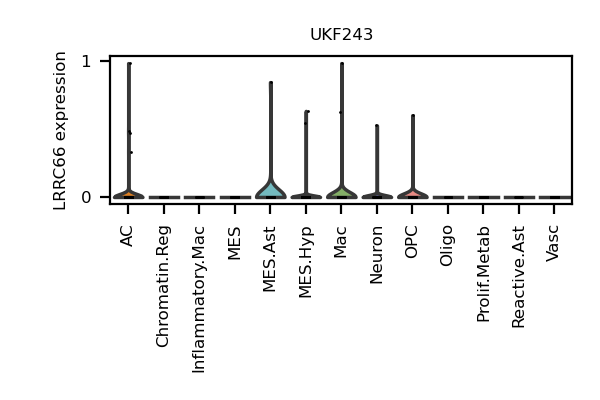 UKF243
LRRC66 expression
1
0
AC
Chromatin.Reg
Inflammatory.Mac
MES
MES.Ast
MES.Hyp
Mac
Neuron
OPC
Oligo
Prolif.Metab
Reactive.Ast
Vasc